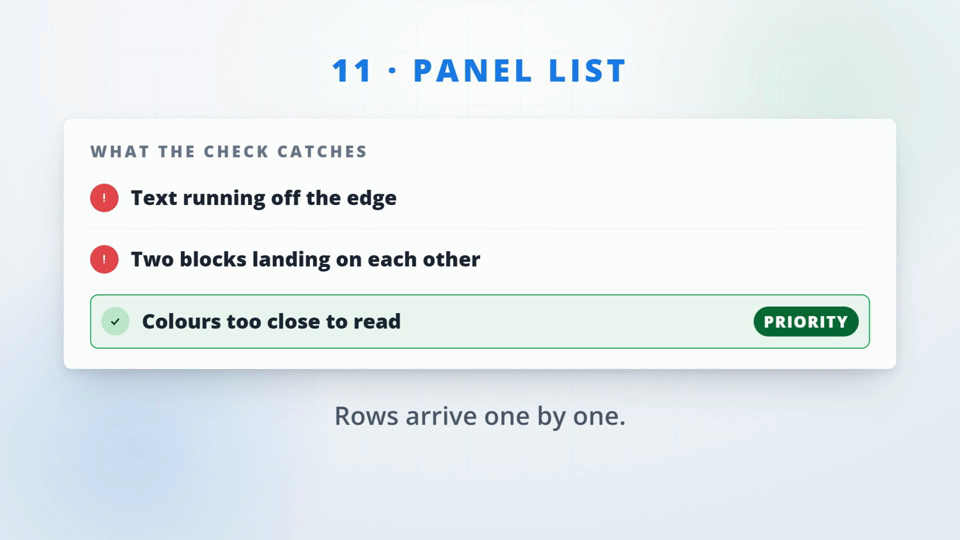 11 · PANEL LIST
WHAT THE CHECK CATCHES
! Text running off the edge
! Two blocks landing on each other
Colours too close to read PRIORITY
Rows arrive one by one.